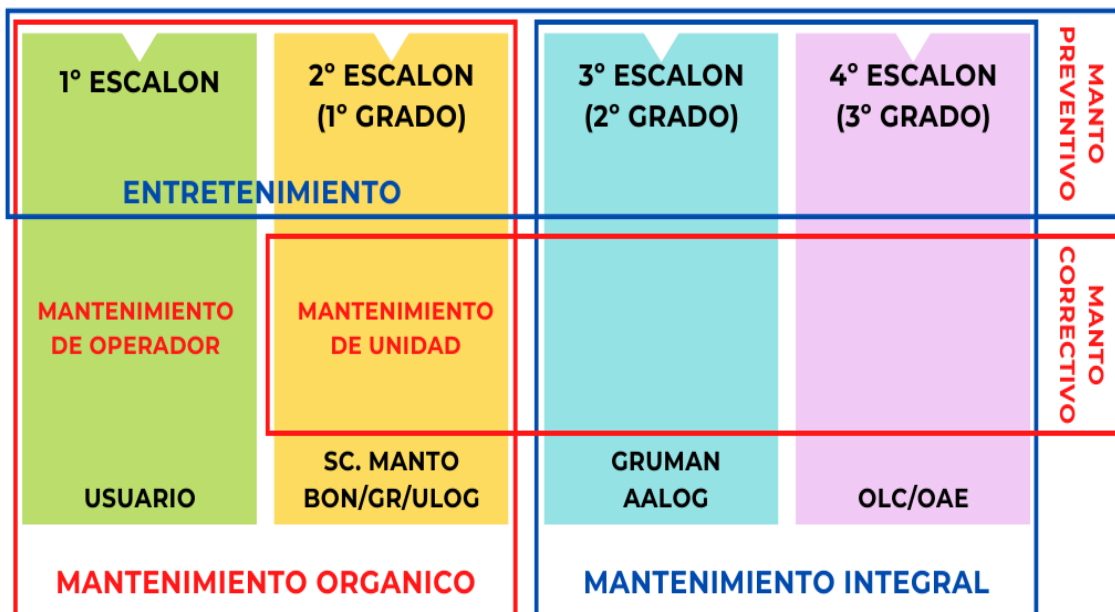 1° ESCALON
2° ESCALON
(1° GRADO)
3° ESCALON
(2° GRADO)
4° ESCALON
(3° GRADO)
MANTO
PREVENTIVO
ENTRETENIMIENTO
MANTENIMIENTO
DE OPERADOR
MANTENIMIENTO
DE UNIDAD
MANTO
CORRECTIVO
USUARIO
SC. MANTO
BON/GR/ULOG
GRUMAN
AALOG
OLC/OAE
MANTENIMIENTO ORGANICO
MANTENIMIENTO INTEGRAL